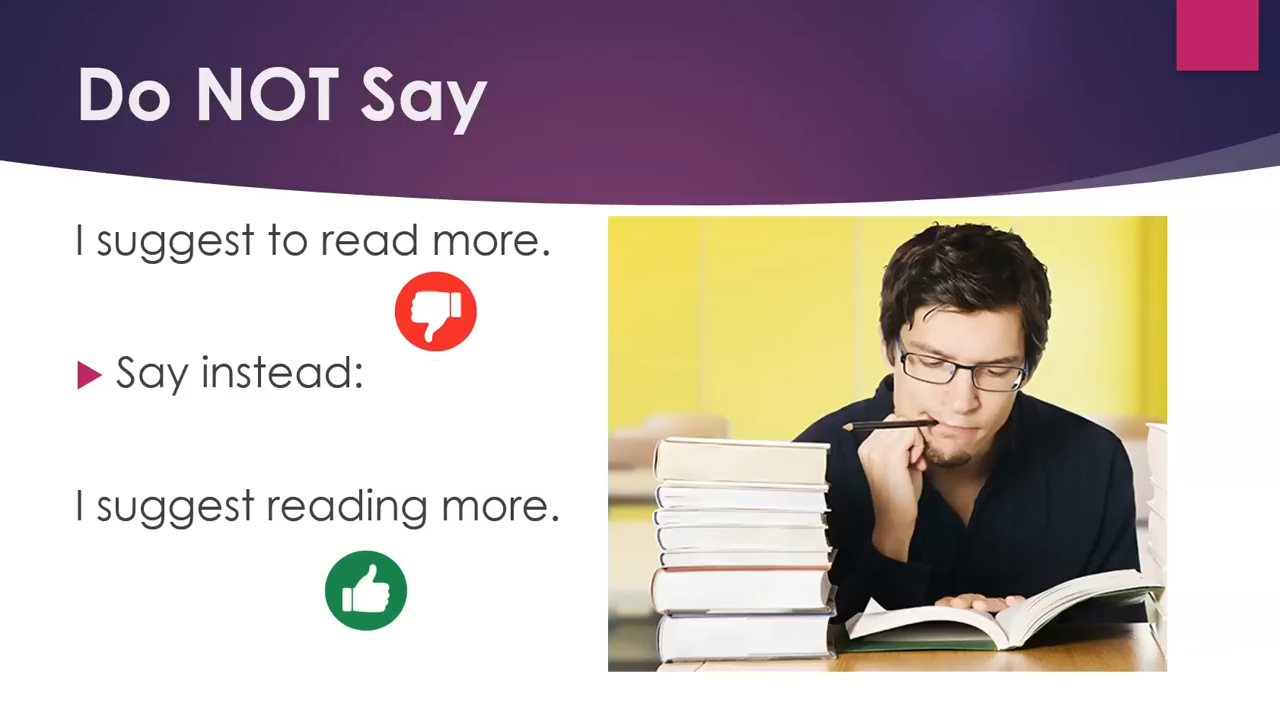 Do NOT Say
I suggest to read more.
Say instead:
I suggest reading more.